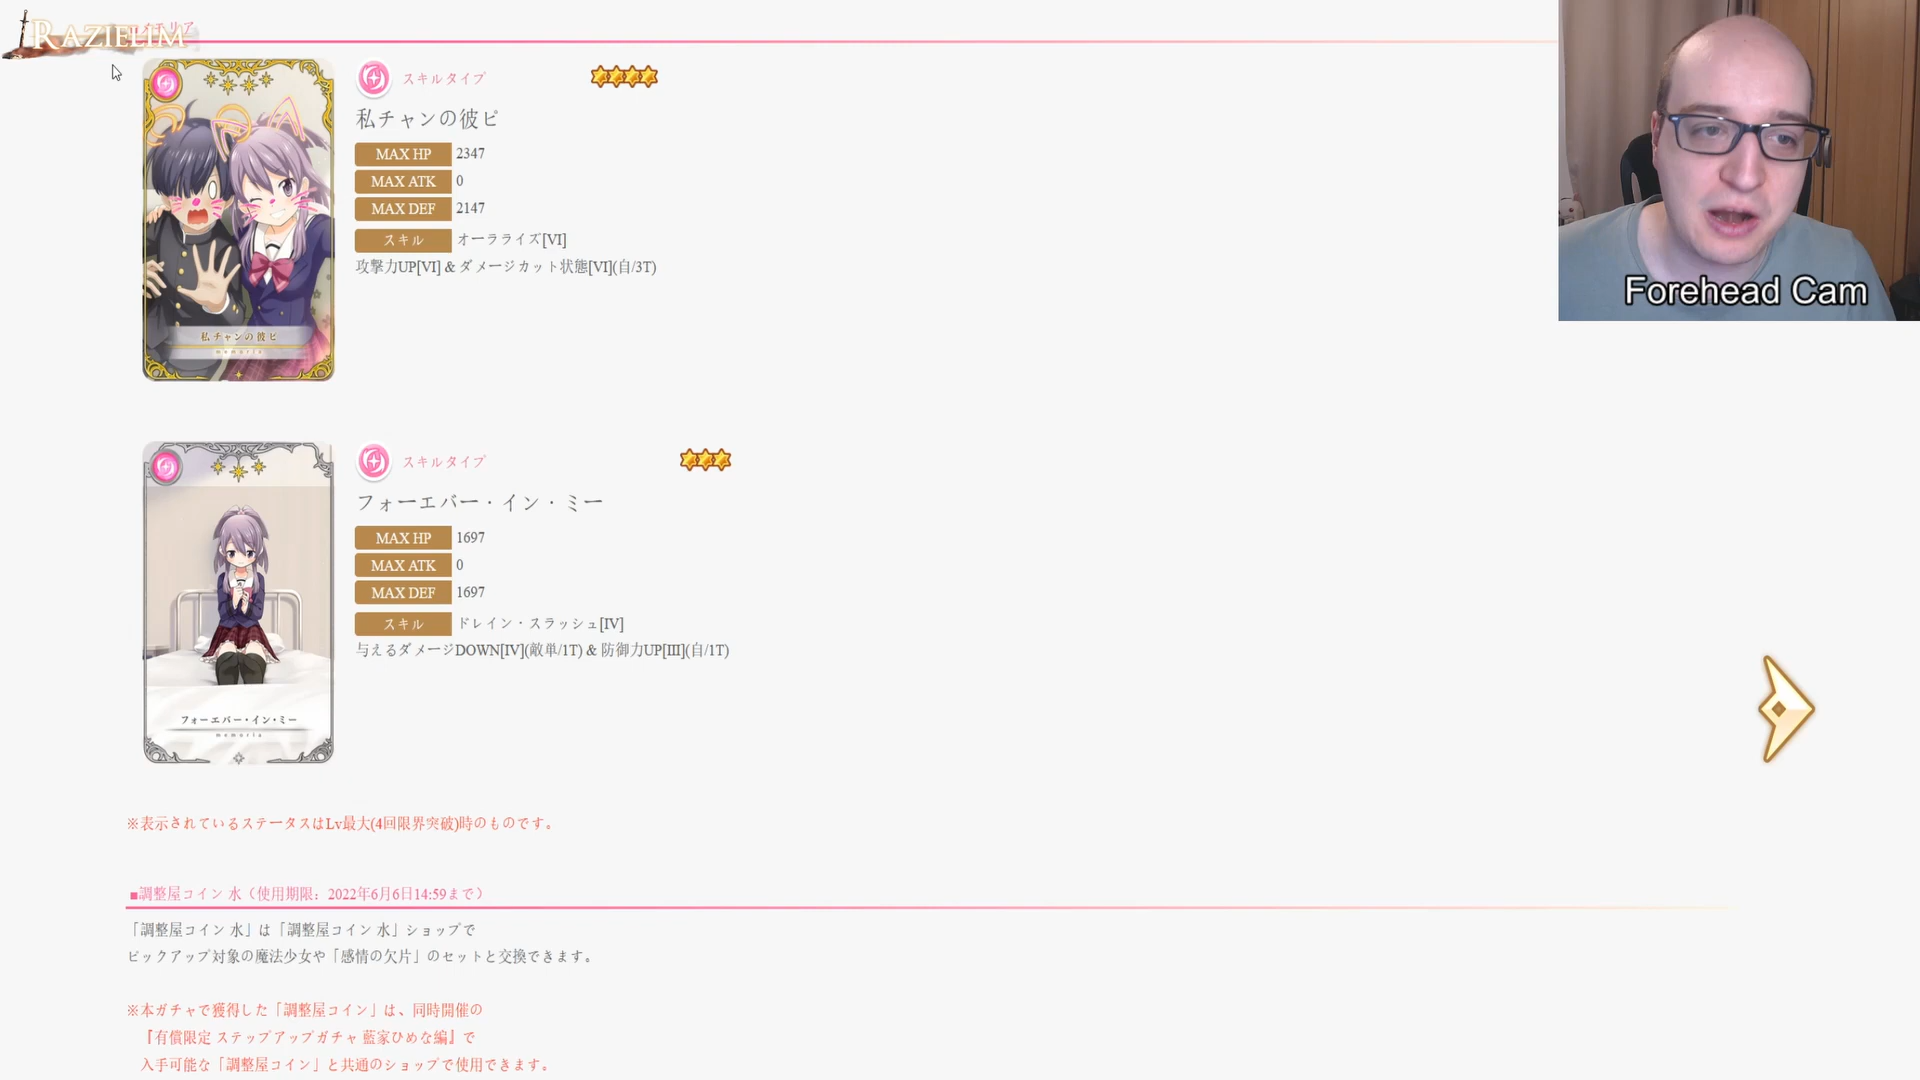 RAZIELIM
メモリア
スキルタイプ
私チャンの彼ピ
MAX HP 2347
MAX ATK 0
MAX DEF 2147
スキル オーラライズ[VI]
攻撃力UP[VI] & ダメージカット状態[VI](自/3T)
私チャンの彼ピ
memoria
スキルタイプ
フォーエバー・イン・ミー
MAX HP 1697
MAX ATK 0
MAX DEF 1697
スキル ドレイン・スラッシュ[IV]
与えるダメージDOWN[IV](敵単/1T) & 防御力UP[III](自/1T)
フォーエバー・イン・ミー
memoria
※表示されているステータスはLv最大(4回限界突破)時のものです。
■調整屋コイン 水（使用期限：2022年6月6日14:59まで）
「調整屋コイン 水」は「調整屋コイン 水」ショップで
ピックアップ対象の魔法少女や「感情の欠片」のセットと交換できます。
※本ガチャで獲得した「調整屋コイン」は、同時開催の
『有償限定 ステップアップガチャ 藍家ひめな編』で
入手可能な「調整屋コイン」と共通のショップで使用できます。
Forehead Cam